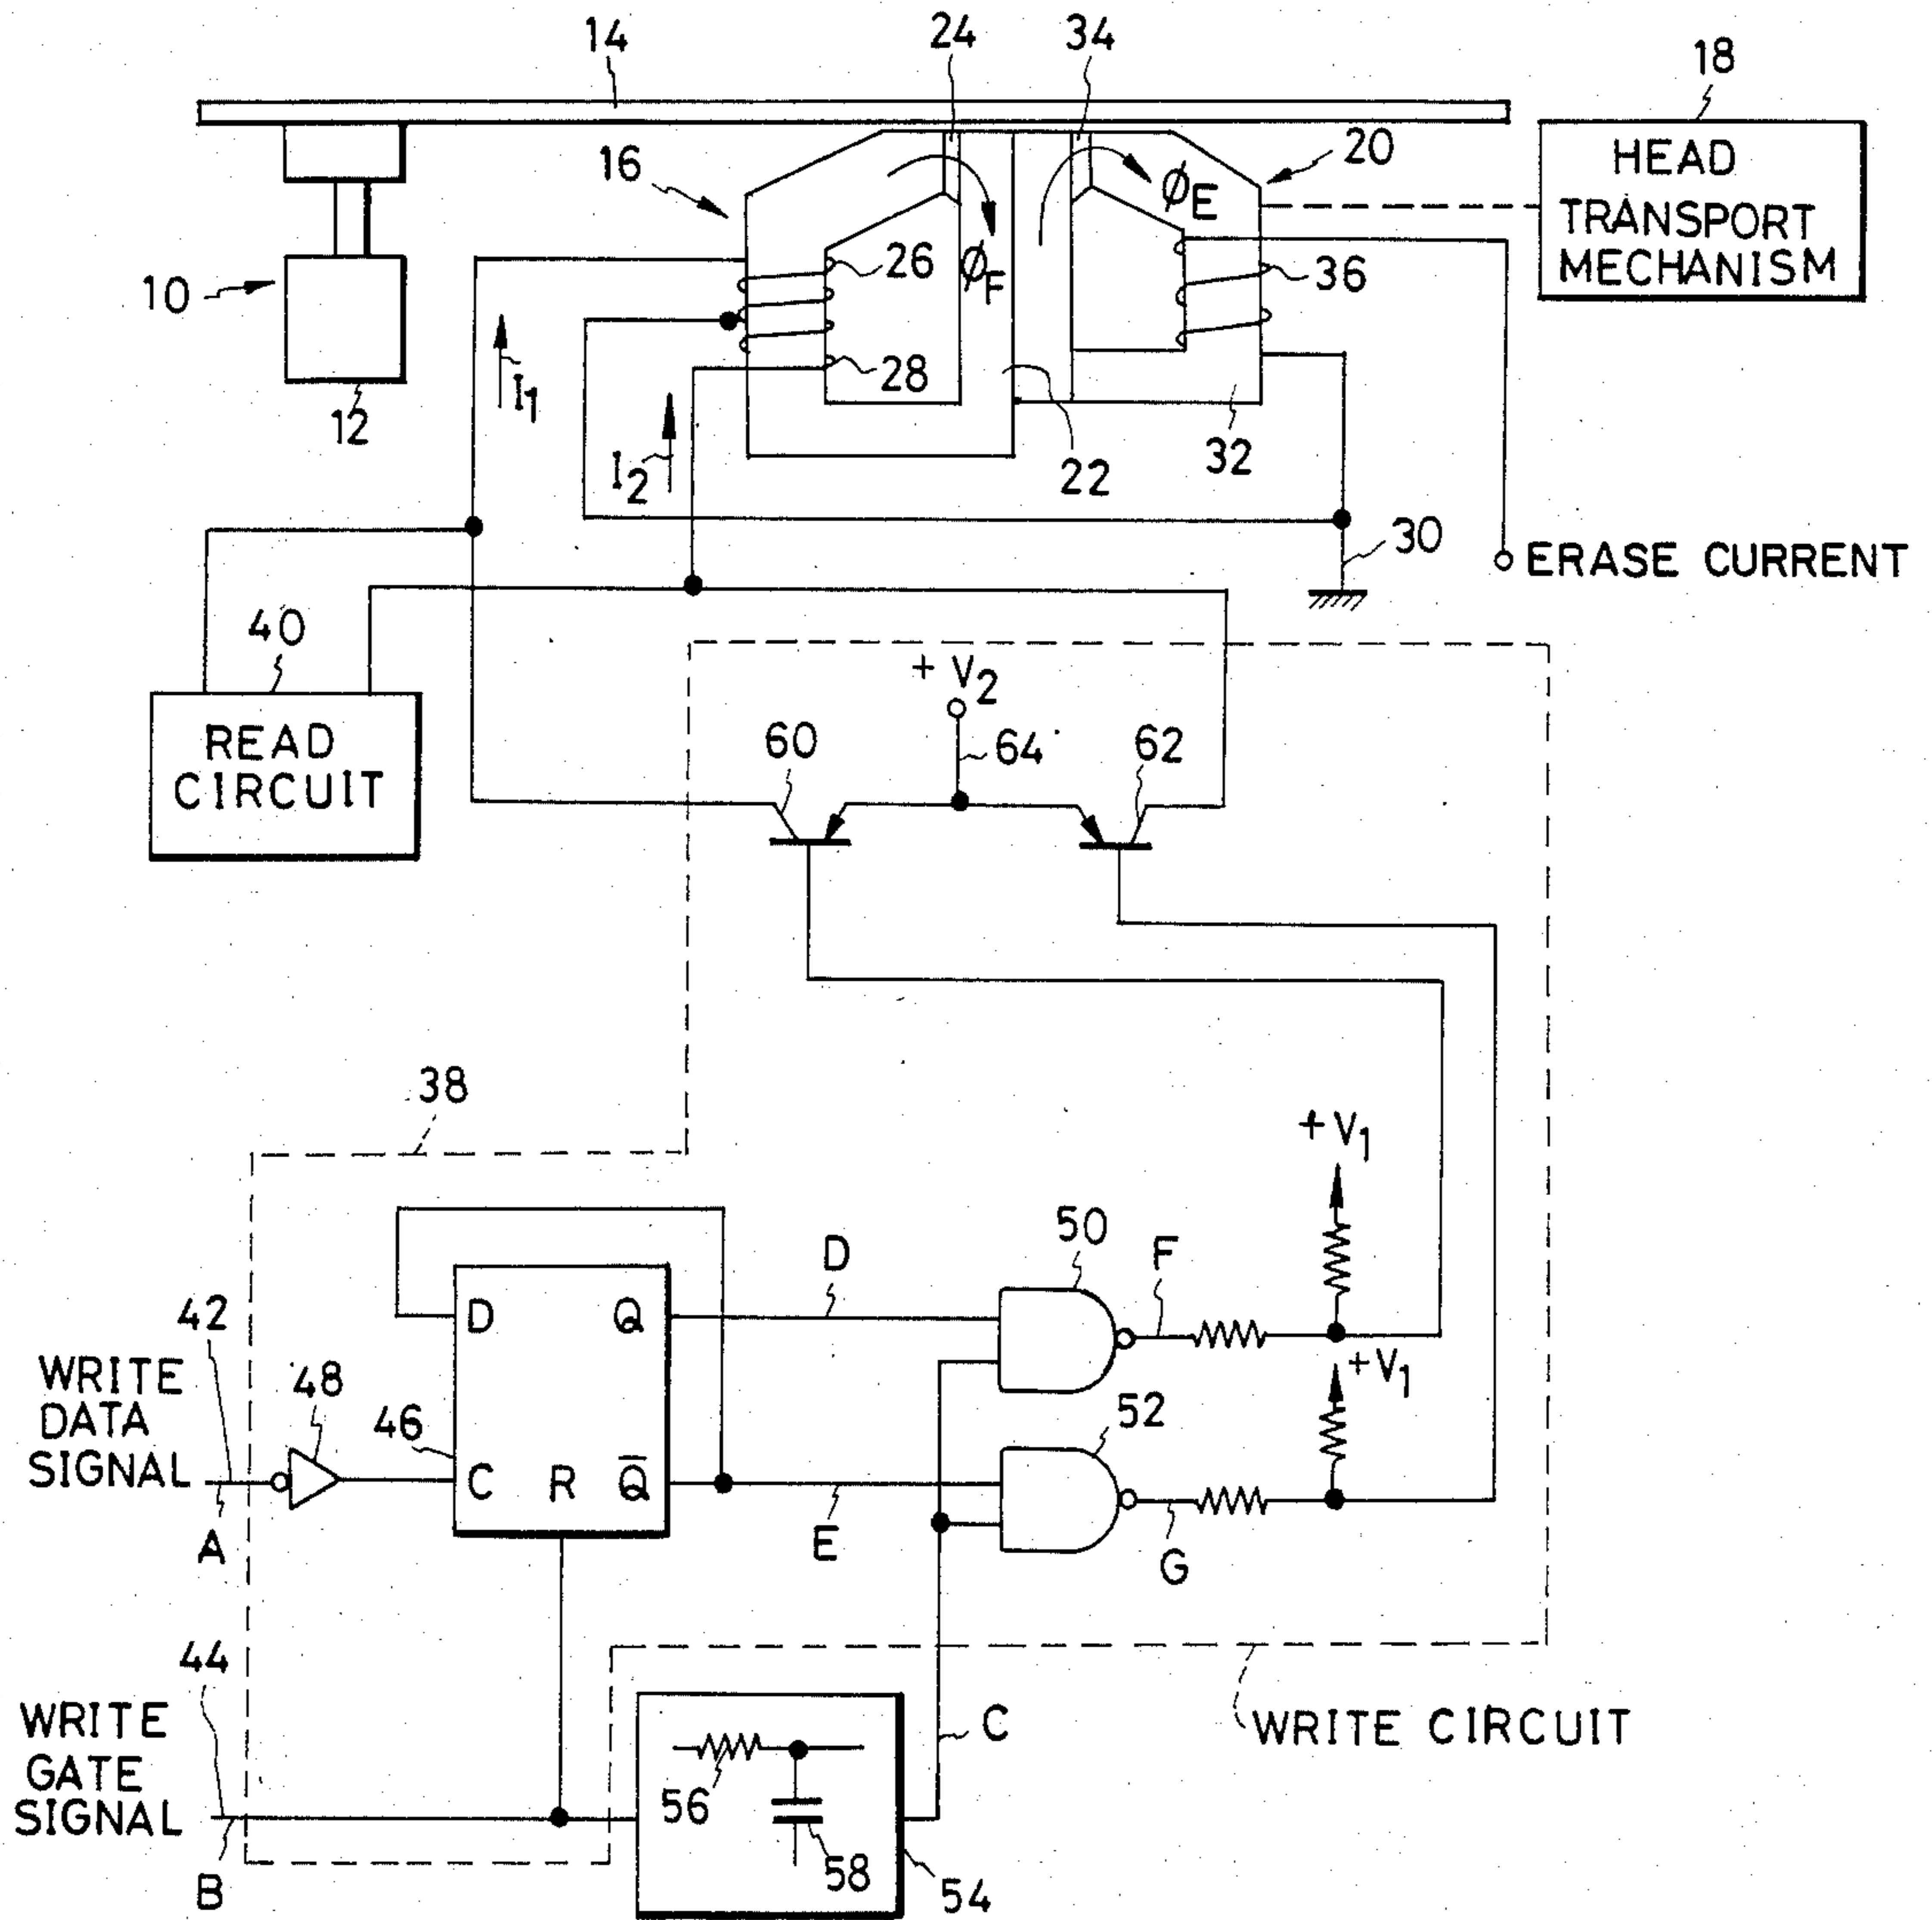 14
24
34
18
16
20
HEAD
TRANSPORT
MECHANISM
ϕE
ϕF
26
36
10
28
I1
12
I2
22
32
30
ERASE CURRENT
40
READ
CIRCUIT
+ V2
60
64
62
38
+V1
50
D
F
42
D
Q
WRITE
DATA
SIGNAL
48
46
+V1
52
C
R
Q̅
A
E
G
44
WRITE
GATE
SIGNAL
C
WRITE CIRCUIT
56
58
B
54